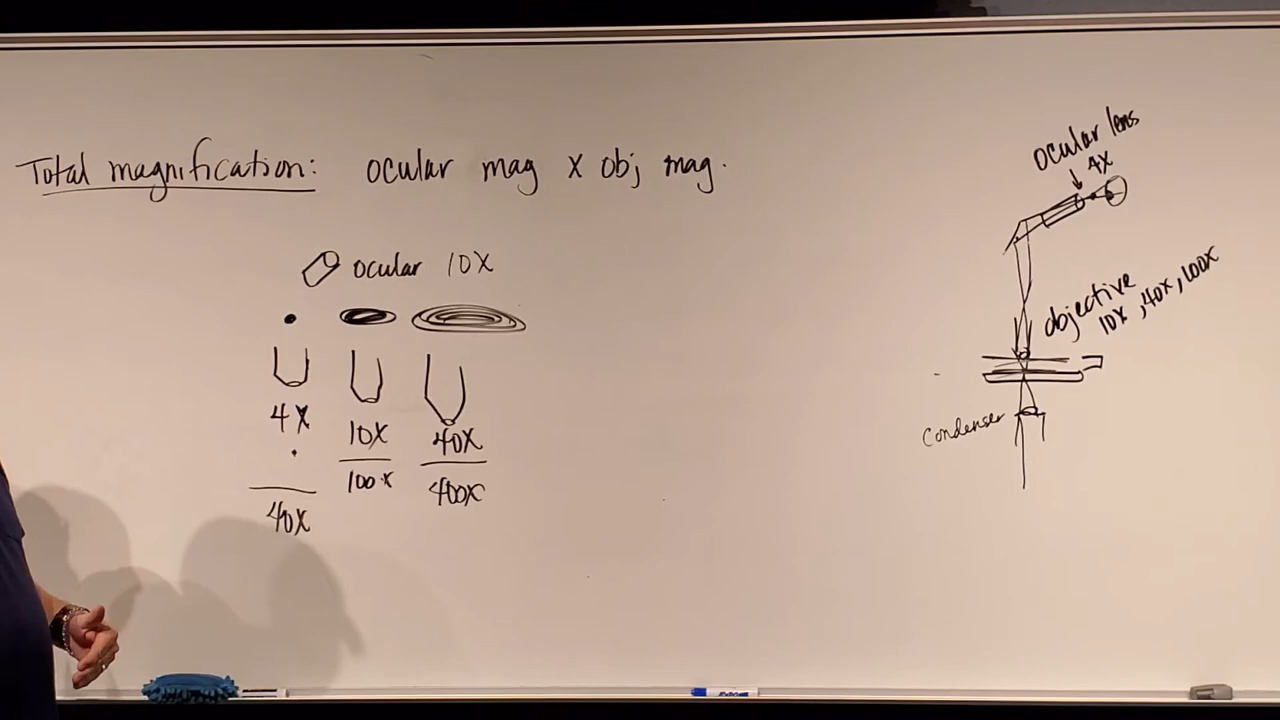 Total magnification: ocular mag X obj mag.
ocular 10X
4X 10X 40X
40X 100X 400X
ocular lens
4X
objective
10X, 40X, 100X
Condenser